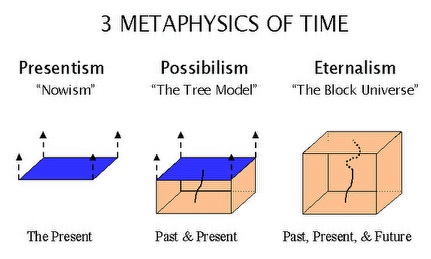 3 METAPHYSICS OF TIME
Presentism
"Nowism"
The Present
Possibilism
"The Tree Model"
Past & Present
Eternalism
"The Block Universe"
Past, Present, & Future